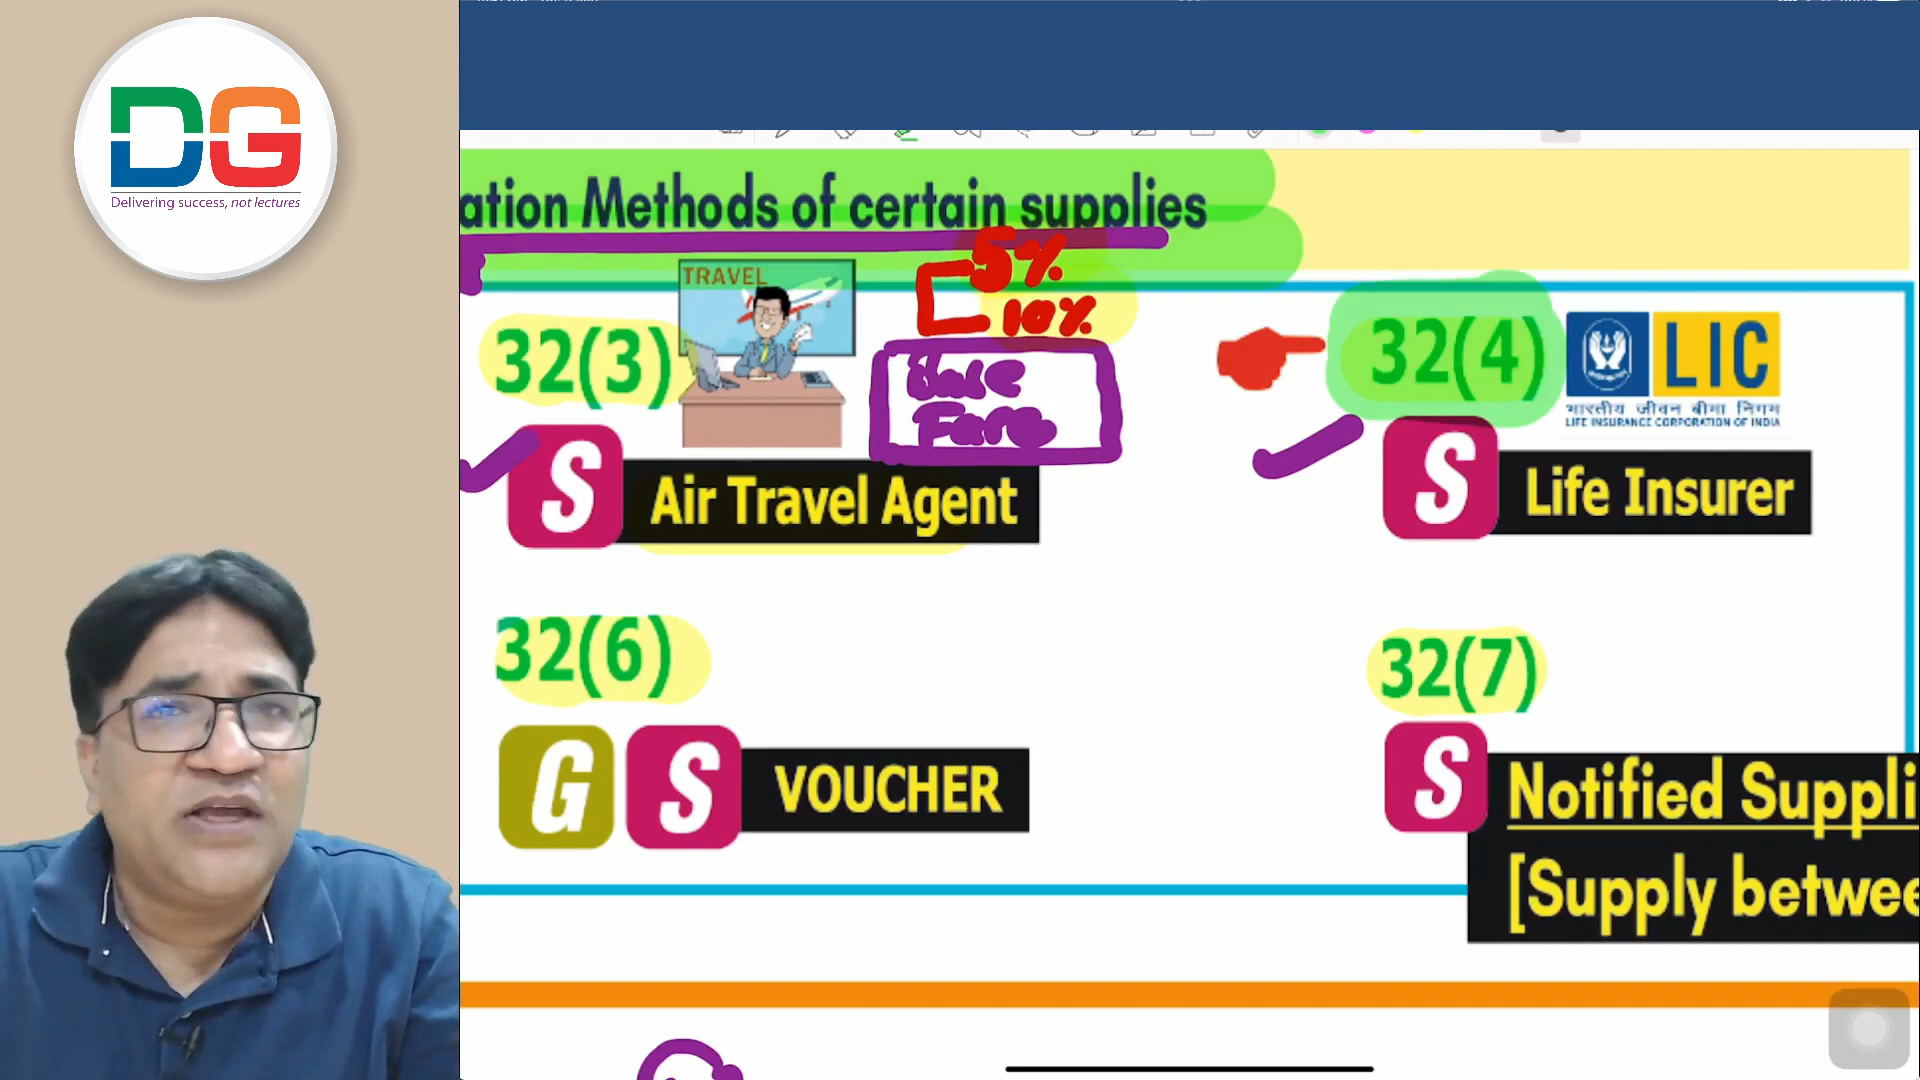 DG
Delivering success, not lectures
ation Methods of certain supplies
TRAVEL
5%
10%
32(3)
Base
Fare
S Air Travel Agent
32(4)
LIC
भारतीय जीवन बीमा निगम
LIFE INSURANCE CORPORATION OF INDIA
S Life Insurer
32(6)
G S VOUCHER
32(7)
S Notified Suppli
[Supply betwee